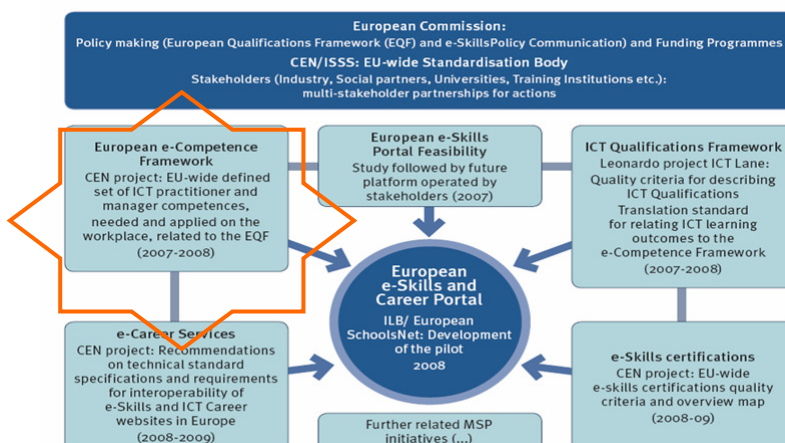 European Commission:
Policy making (European Qualifications Framework (EQF) and e-SkillsPolicy Communication) and Funding Programmes
CEN/ISSS: EU-wide Standardisation Body
Stakeholders (Industry, Social partners, Universities, Training Institutions etc.):
multi-stakeholder partnerships for actions
European e-Competence
Framework
CEN project: EU-wide defined
set of ICT practitioner and
manager competences,
needed and applied on the
workplace, related to the EQF
(2007-2008)
European e-Skills
Portal Feasibility
Study followed by future
platform operated by
stakeholders (2007)
ICT Qualifications Framework
Leonardo project ICT Lane:
Quality criteria for describing
ICT Qualifications
Translation standard
for relating ICT learning
outcomes to the
e-Competence Framework
(2007-2008)
European
e-Skills and
Career Portal
ILB/ European
SchoolsNet: Development
of the pilot
2008
e-Career Services
CEN project: Recommendations
on technical standard
specifications and requirements
for interoperability of
e-Skills and ICT Career
websites in Europe
(2008-2009)
Further related MSP
initiatives (...)
e-Skills certifications
CEN project: EU-wide
e-skills certifications quality
criteria and overview map
(2008-09)